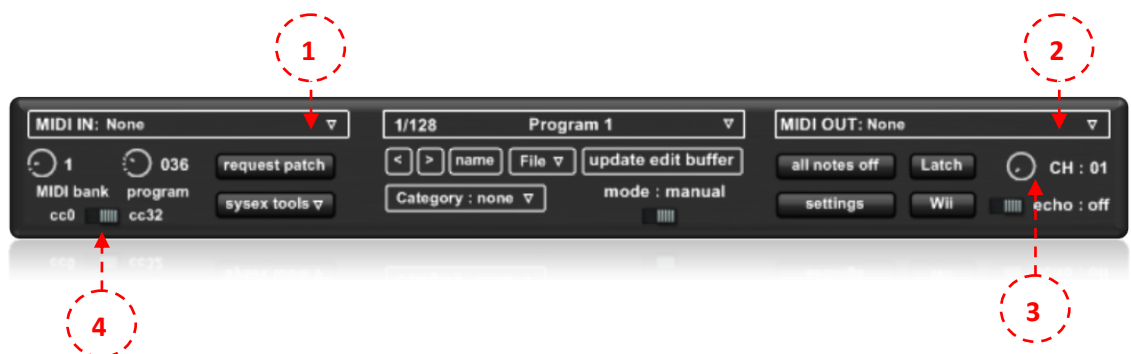 1
2
MIDI IN: None
1/128 Program 1
MIDI OUT: None
1
036
request patch
< > name File update edit buffer
all notes off Latch CH : 01
MIDI bank program
sysex tools
Category : none
mode : manual
settings Wii echo : off
cc0 cc32
3
4